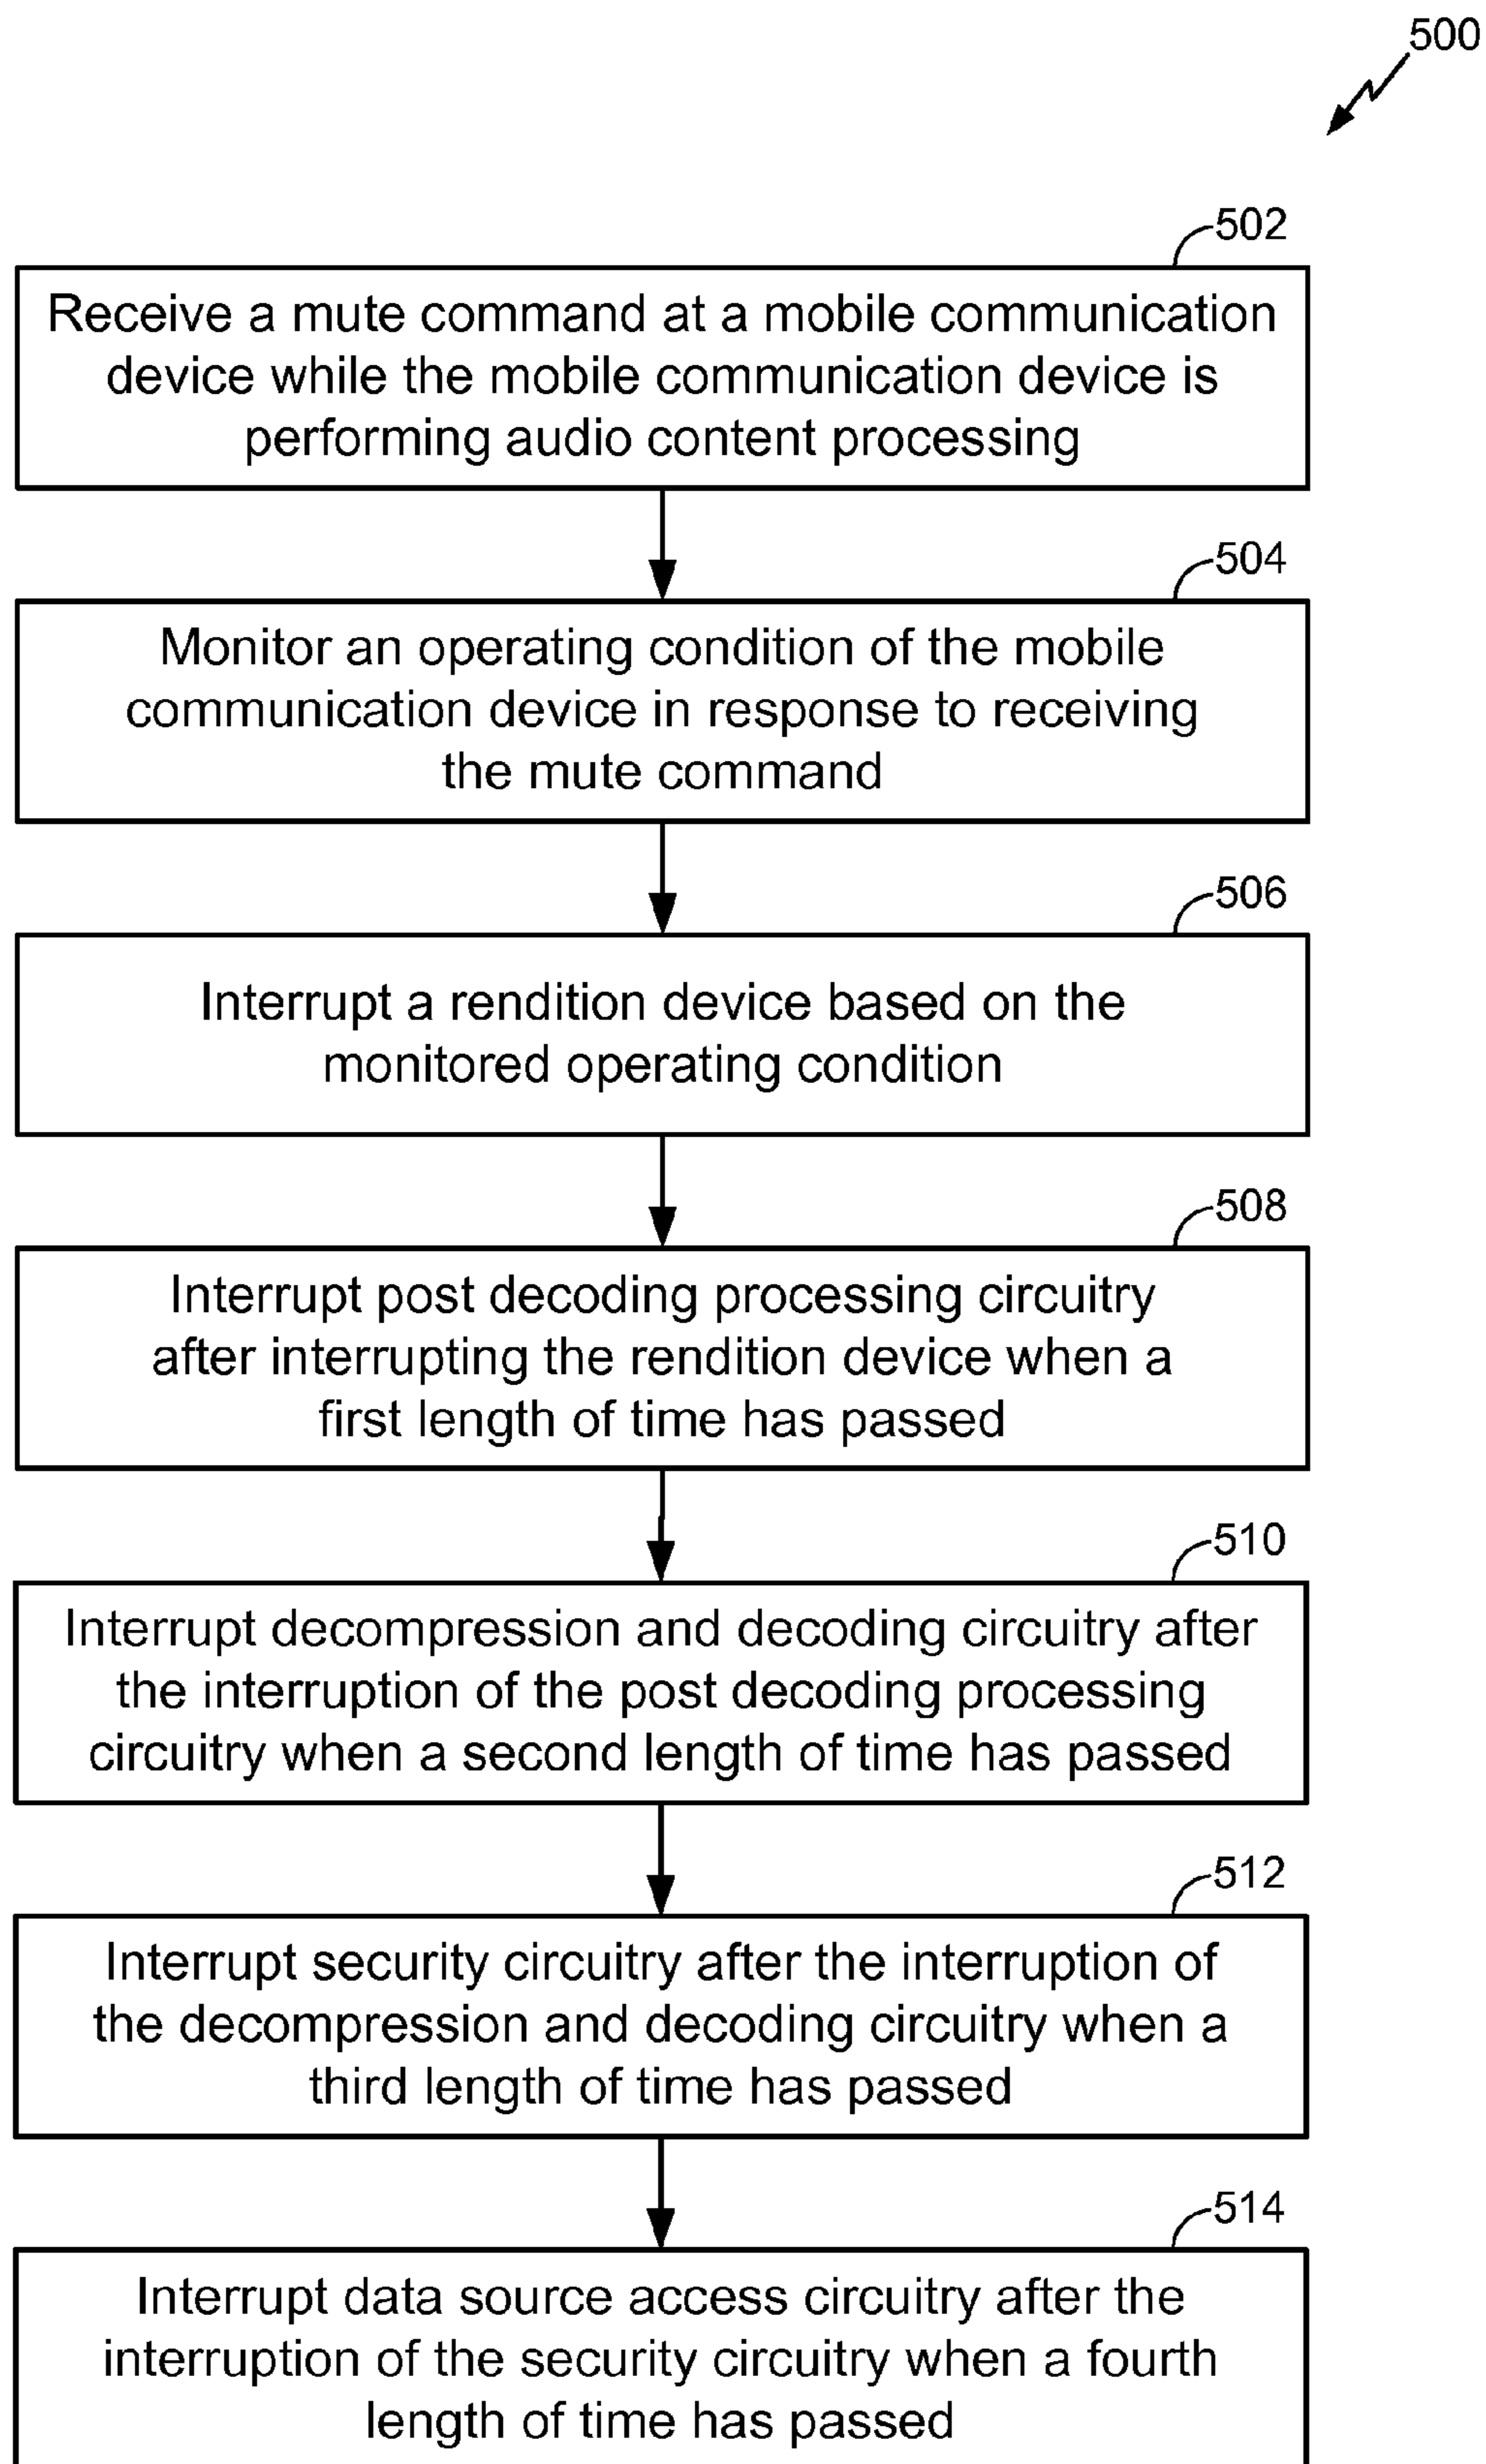 500
502
Receive a mute command at a mobile communication
device while the mobile communication device is
performing audio content processing
504
Monitor an operating condition of the mobile
communication device in response to receiving
the mute command
506
Interrupt a rendition device based on the
monitored operating condition
508
Interrupt post decoding processing circuitry
after interrupting the rendition device when a
first length of time has passed
510
Interrupt decompression and decoding circuitry after
the interruption of the post decoding processing
circuitry when a second length of time has passed
512
Interrupt security circuitry after the interruption of
the decompression and decoding circuitry when a
third length of time has passed
514
Interrupt data source access circuitry after the
interruption of the security circuitry when a fourth
length of time has passed